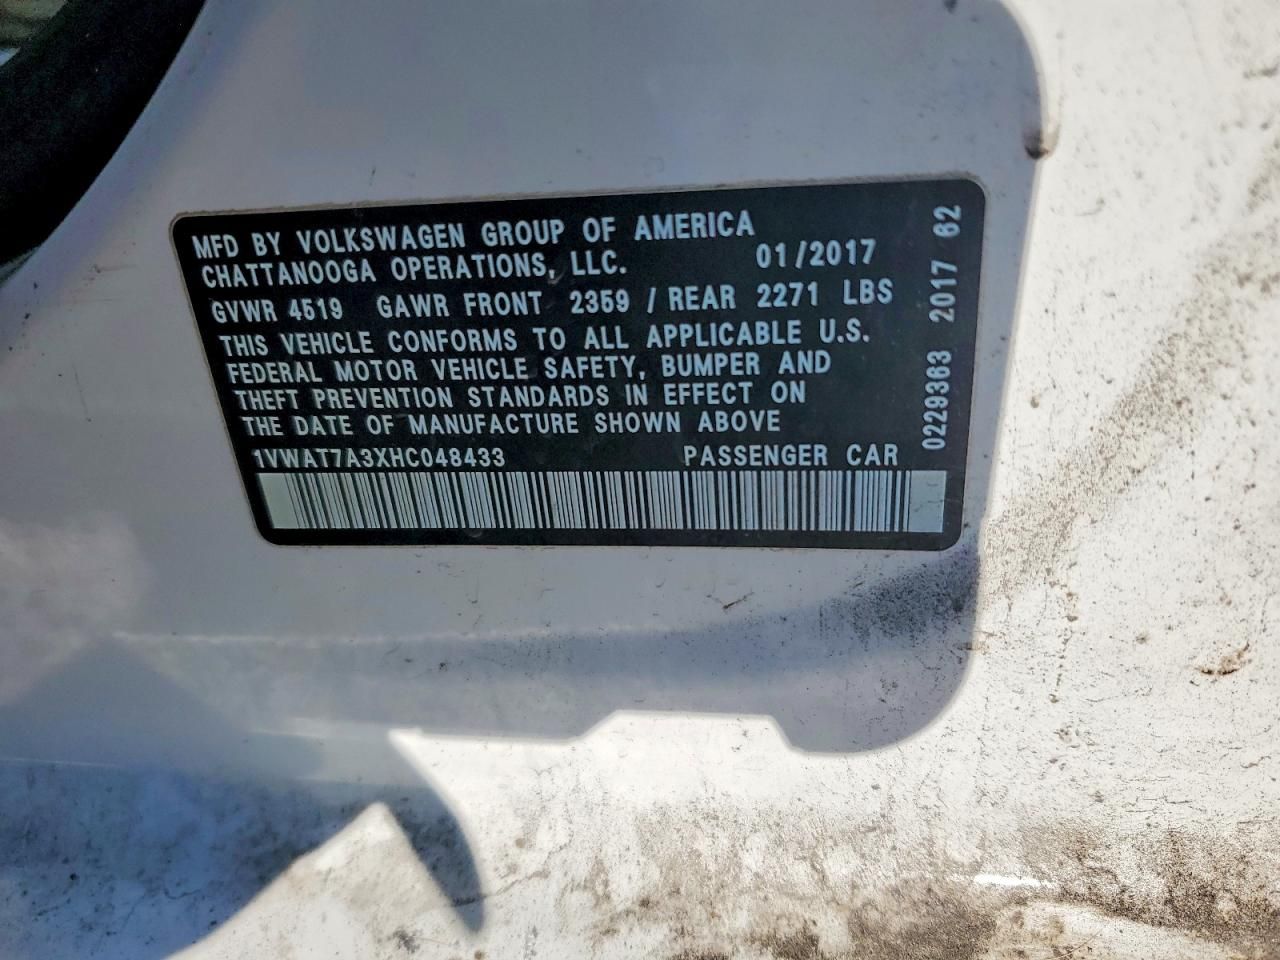 MFD BY VOLKSWAGEN GROUP OF AMERICA
CHATTANOOGA OPERATIONS, LLC. 01/2017
GVWR 4519 GAWR FRONT 2359 / REAR 2271 LBS
THIS VEHICLE CONFORMS TO ALL APPLICABLE U.S.
FEDERAL MOTOR VEHICLE SAFETY, BUMPER AND
THEFT PREVENTION STANDARDS IN EFFECT ON
THE DATE OF MANUFACTURE SHOWN ABOVE
1VWAT7A3XHC048433 PASSENGER CAR
0229363 2017 62